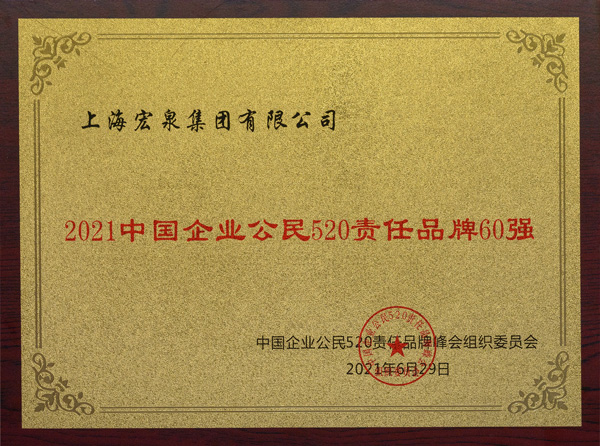 上海宏泉集团有限公司
2021中国企业公民520责任品牌60强
中国企业公民520责任品牌峰会组织委员会
2021年6月29日